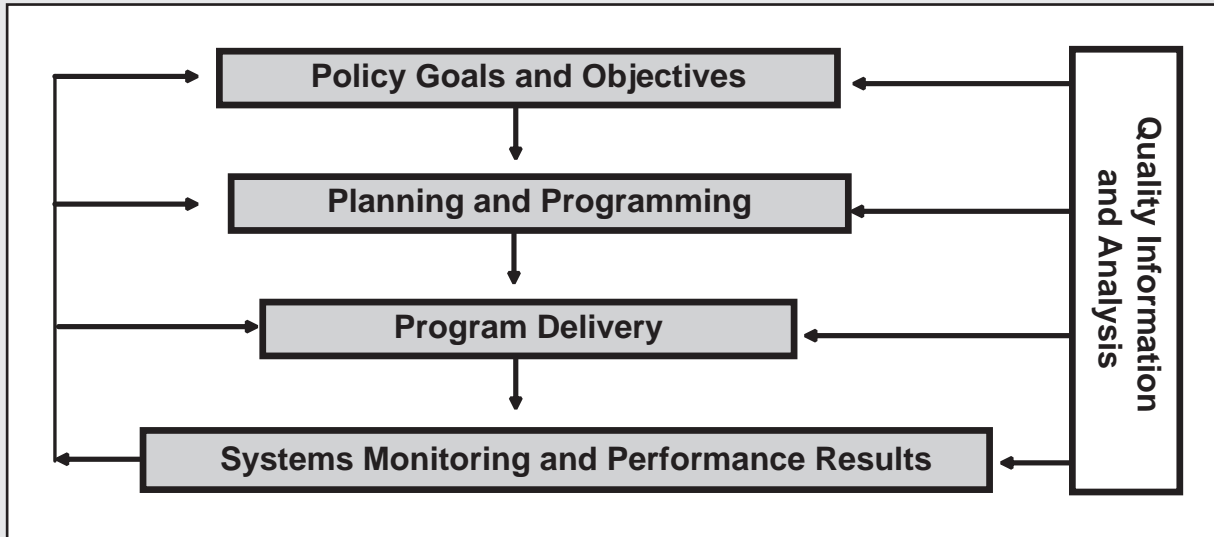 Policy Goals and Objectives
Planning and Programming
Program Delivery
Systems Monitoring and Performance Results
Quality Information
and Analysis